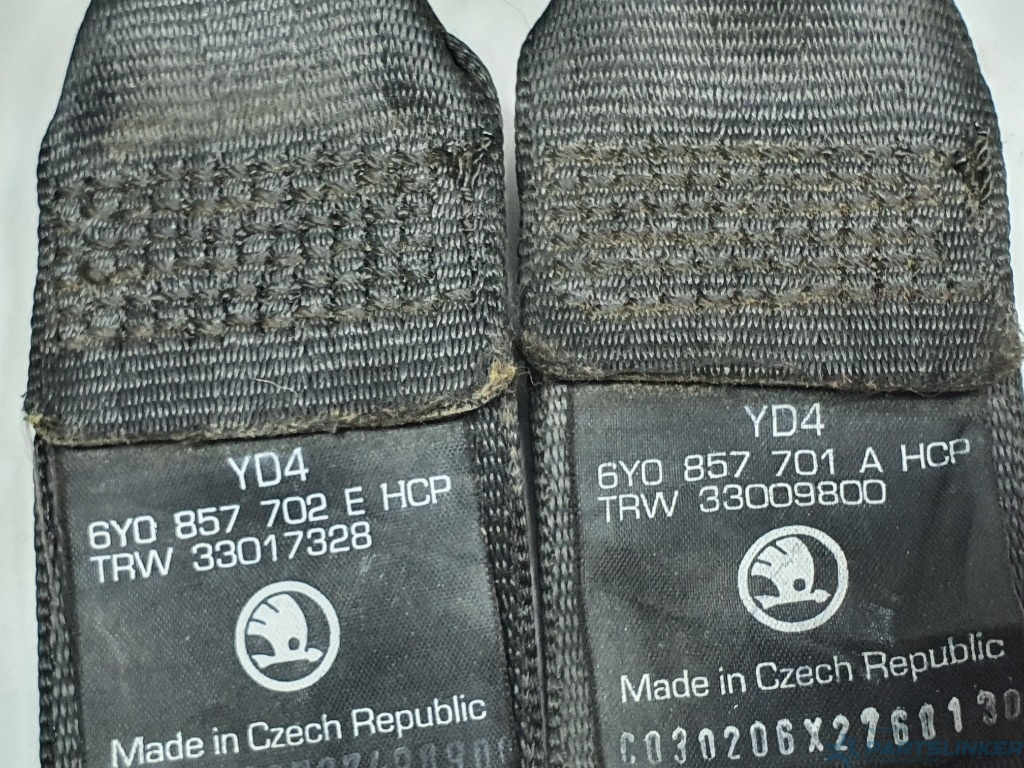 YD4
6Y0 857 702 E HCP
TRW 33017328
Made in Czech Republic
YD4
6Y0 857 701 A HCP
TRW 33009800
Made in Czech Republic
C030206X2760130
PARTSLINKER